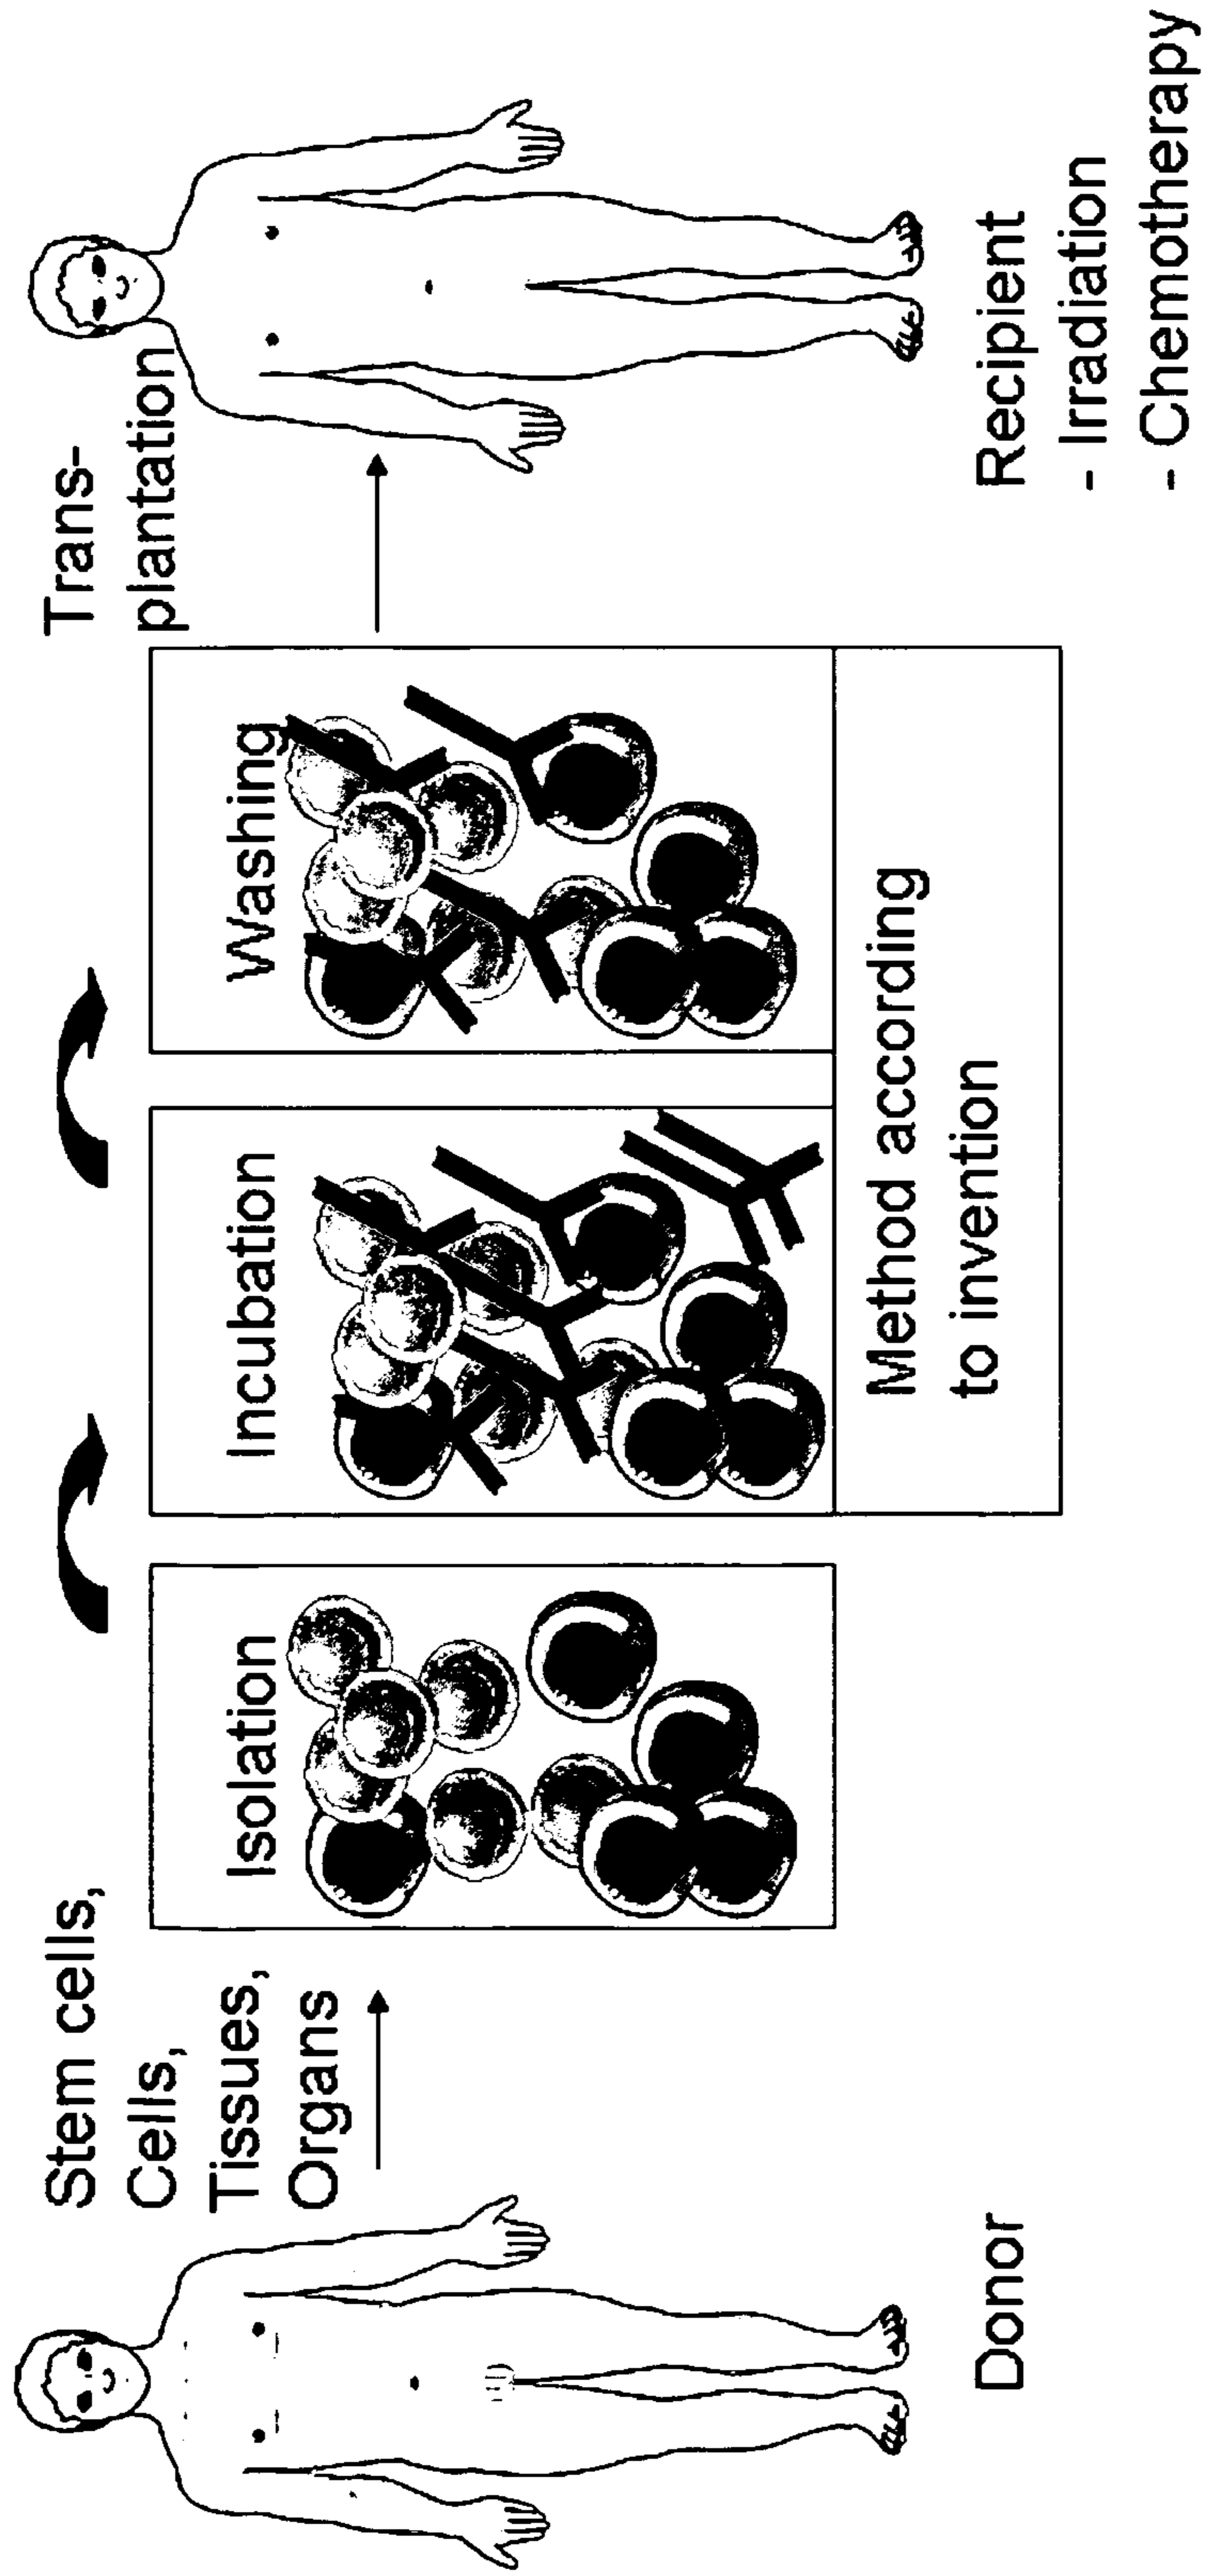 Stem cells,
Cells,
Tissues,
Organs
Donor
Isolation
Incubation
Washing
Method according
to invention
Trans-
plantation
Recipient
- Irradiation
- Chemotherapy